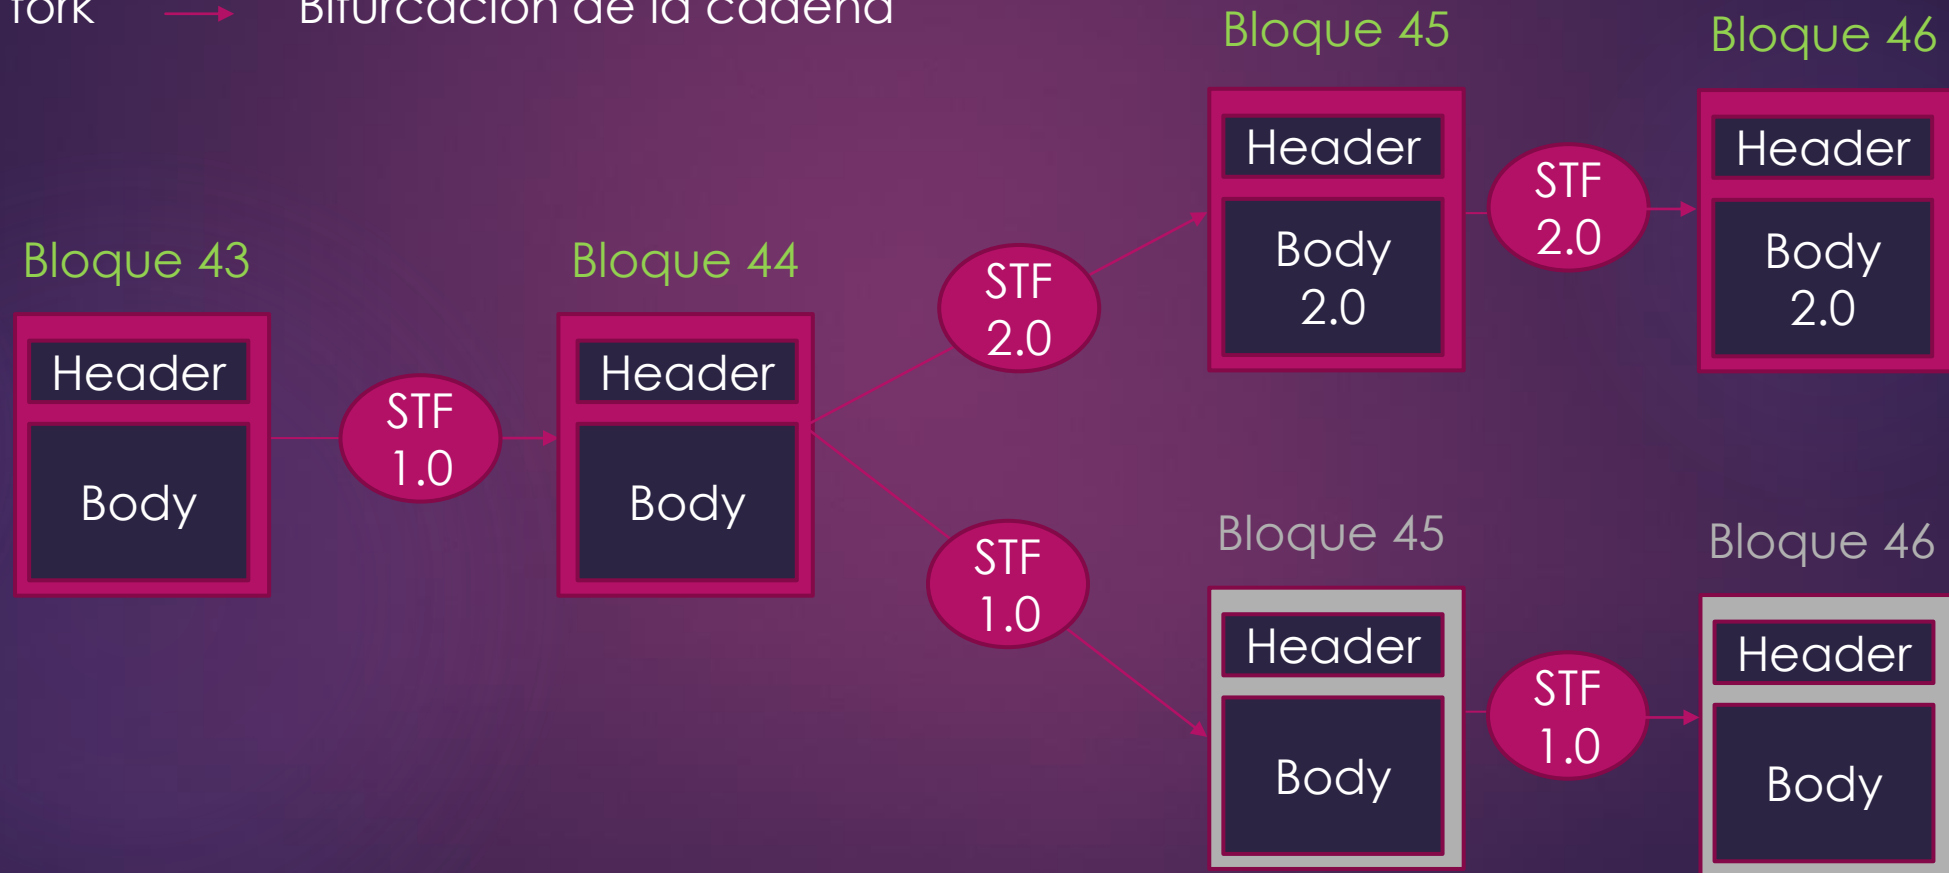 fork → Bifurcación de la cadena
Bloque 45
Bloque 46
Header
Body
2.0
STF
2.0
Header
Body
2.0
Bloque 43
Header
Body
STF
1.0
Bloque 44
Header
Body
STF
2.0
STF
1.0
Bloque 45
Header
Body
STF
1.0
Bloque 46
Header
Body